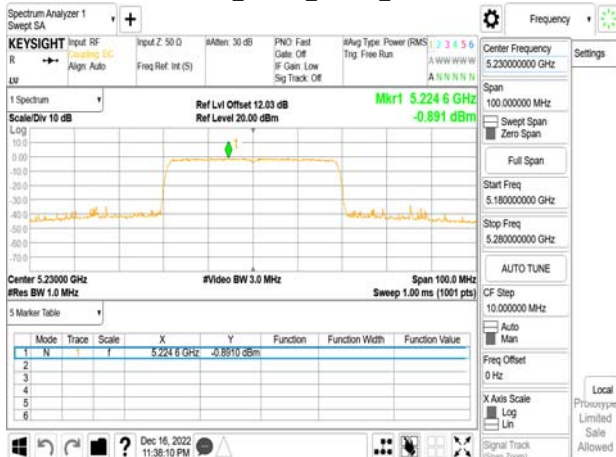 Spectrum Analyzer 1
Swept SA
Frequency
KEYSIGHT
Input: RF
Coupling: DC
Align: Auto
Input Z: 50 Ω
Freq Ref: Int (S)
#Atten: 30 dB
PNO: Fast
Gate: Off
IF Gain: Low
Sig Track: Off
#Avg Type: Power (RMS
Trig: Free Run
1 2 3 4 5 6
A WW WW W
A N N N N N
R
LXI
Center Frequency
5.230000000 GHz
Settings
Span
100.000000 MHz
Swept Span
Zero Span
Full Span
Start Freq
5.180000000 GHz
Stop Freq
5.280000000 GHz
AUTO TUNE
CF Step
10.000000 MHz
Auto
Man
Freq Offset
0 Hz
X Axis Scale
Log
Lin
Signal Track
(Span Zoom)
Local
Prototype
Limited
Sale
Allowed
1 Spectrum
Scale/Div 10 dB
Ref Lvl Offset 12.03 dB
Ref Level 20.00 dBm
Mkr1 5.224 6 GHz
-0.891 dBm
Log
10.0
0.00
-10.0
-20.0
-30.0
-40.0
-50.0
-60.0
-70.0
1
Center 5.23000 GHz
#Res BW 1.0 MHz
#Video BW 3.0 MHz
Span 100.0 MHz
Sweep 1.00 ms (1001 pts)
5 Marker Table
Mode Trace Scale X Y Function Function Width Function Value
1 N 1 f 5.224 6 GHz -0.8910 dBm
2
3
4
5
6
?
Dec 16, 2022
11:38:10 PM